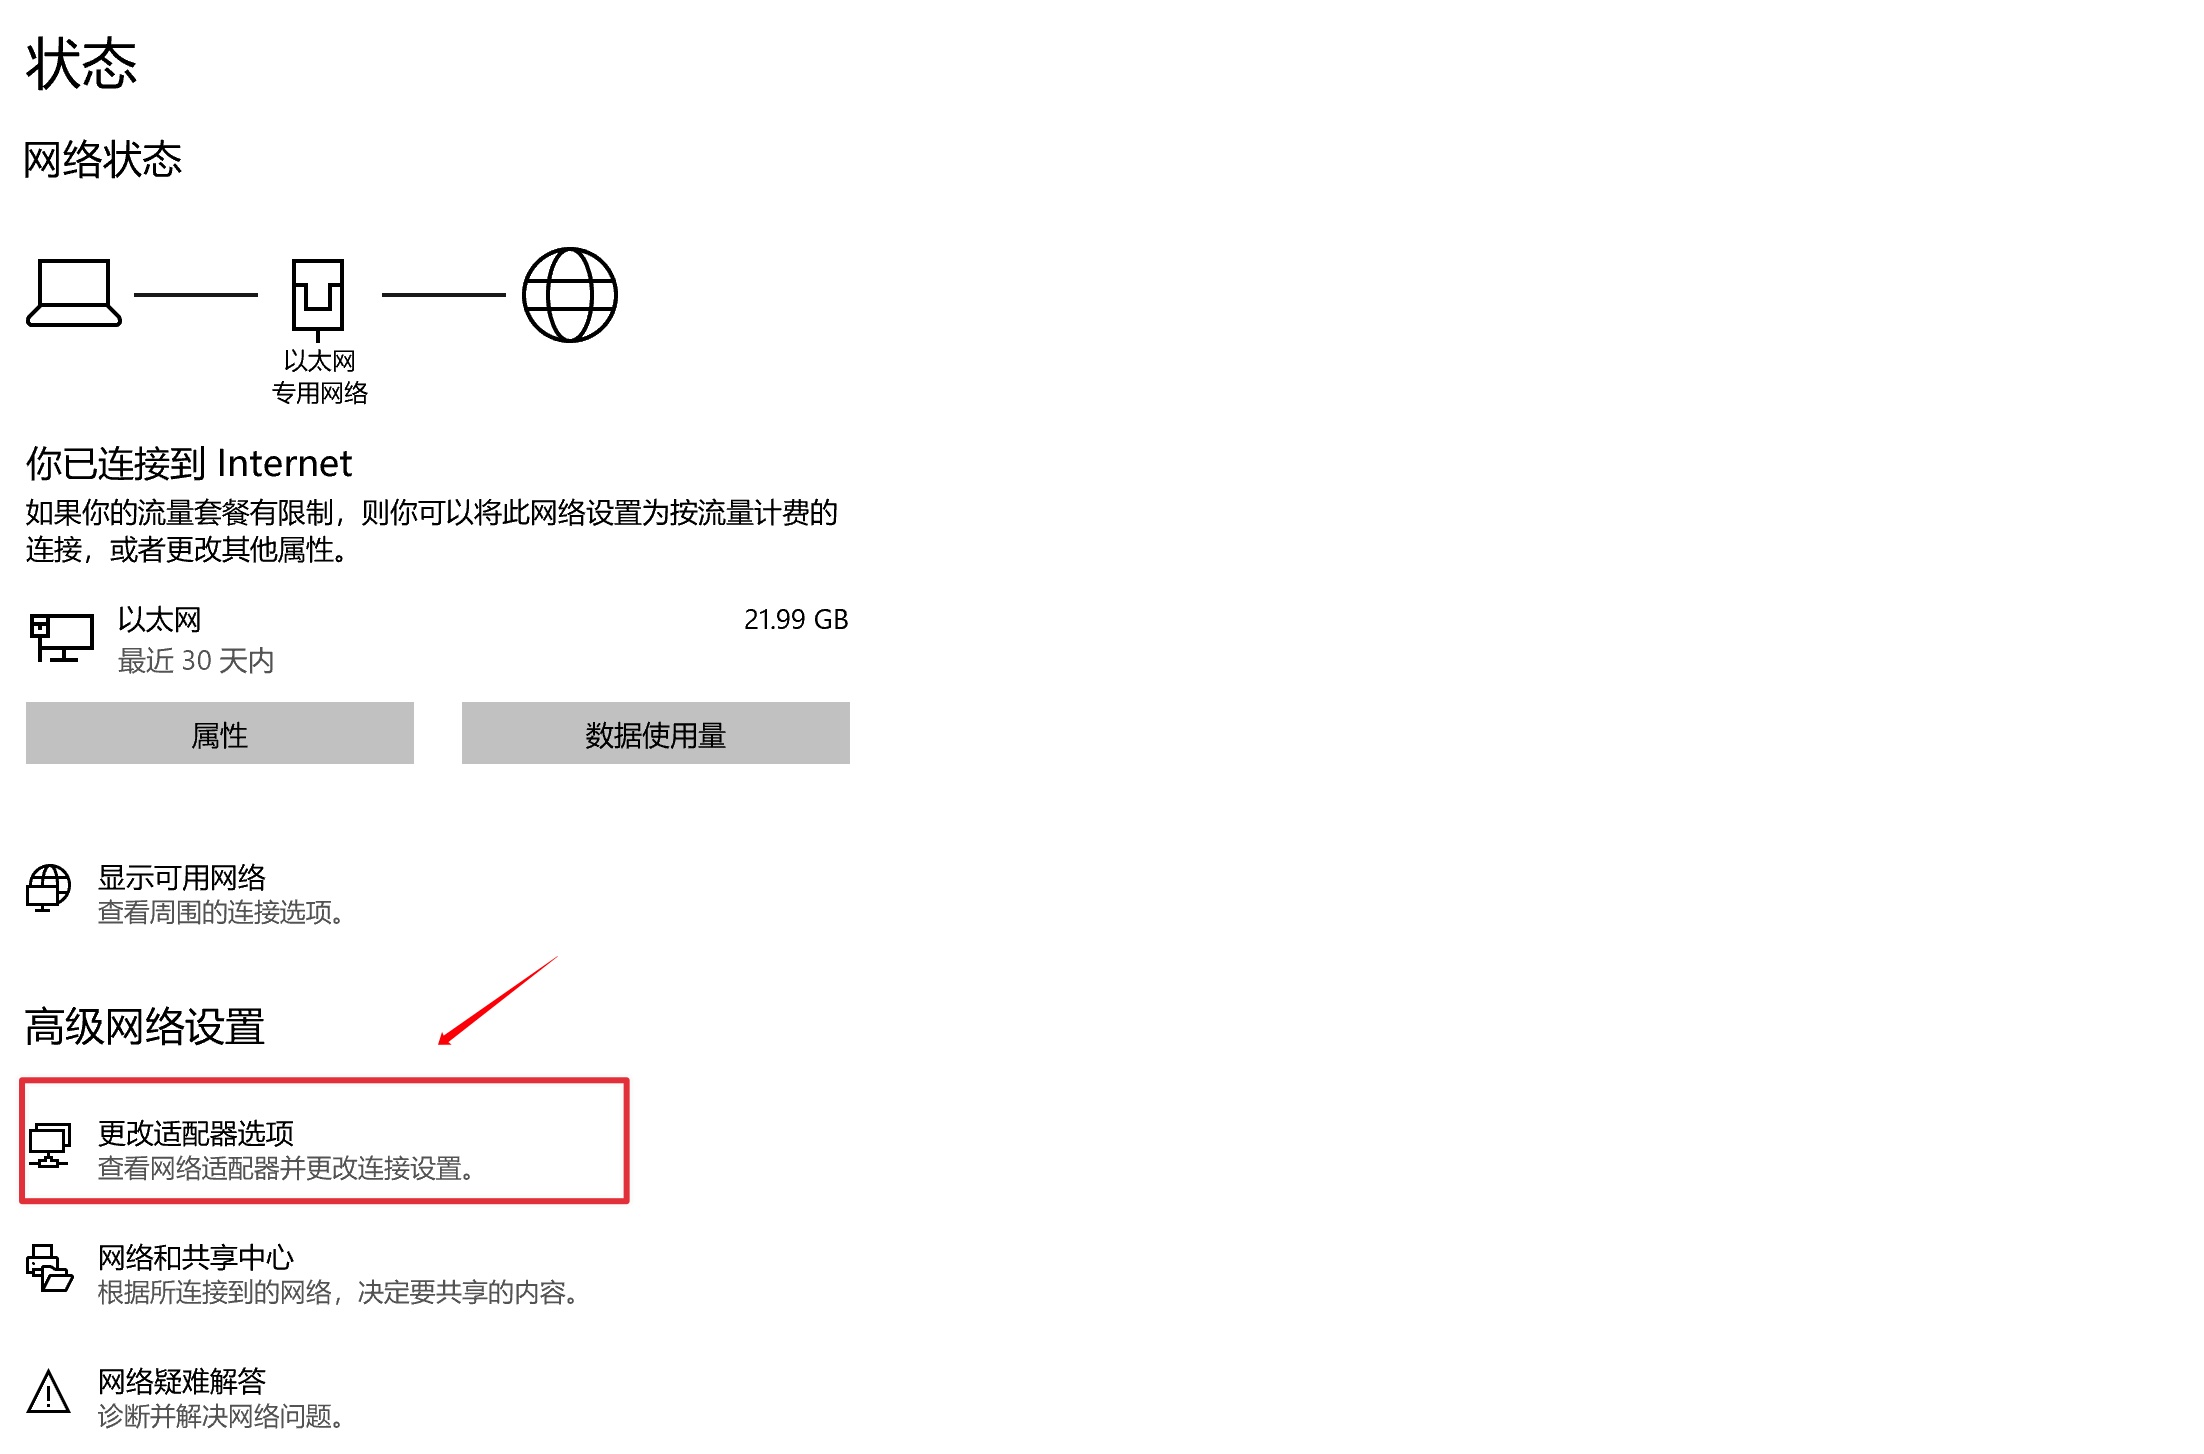 状态
网络状态
以太网
专用网络
你已连接到 Internet
如果你的流量套餐有限制，则你可以将此网络设置为按流量计费的
连接，或者更改其他属性。
以太网
21.99 GB
最近 30 天内
属性
数据使用量
显示可用网络
查看周围的连接选项。
高级网络设置
更改适配器选项
查看网络适配器并更改连接设置。
网络和共享中心
根据所连接到的网络，决定要共享的内容。
网络疑难解答
诊断并解决网络问题。